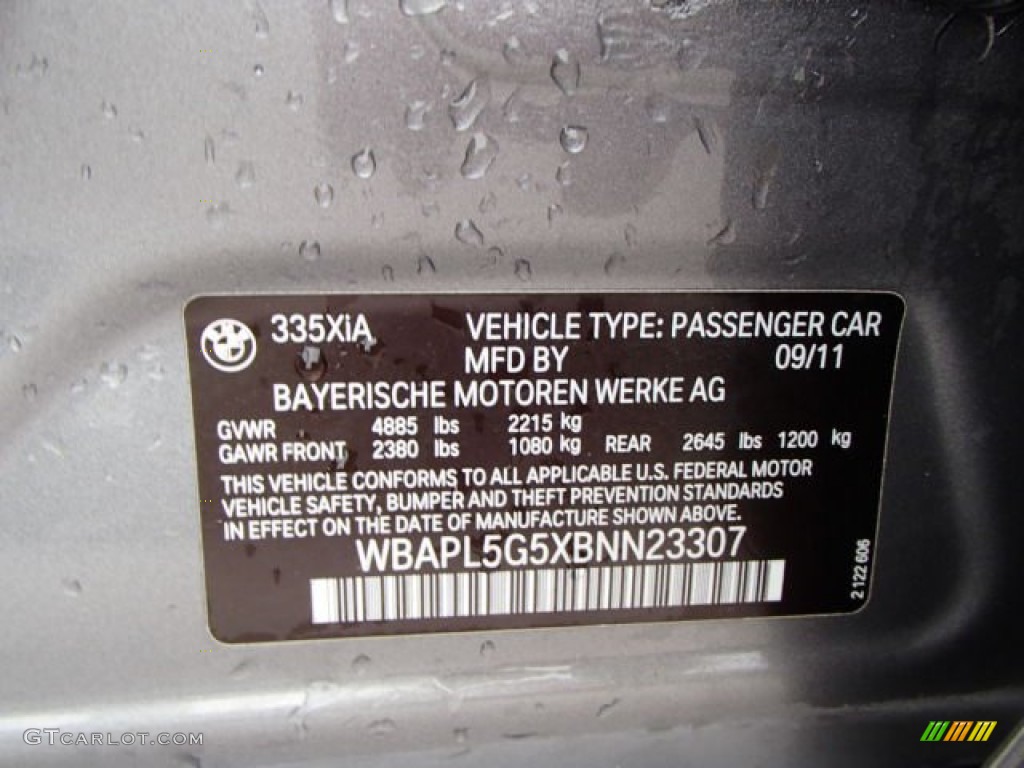 335XiA VEHICLE TYPE: PASSENGER CAR
MFD BY 09/11
BAYERISCHE MOTOREN WERKE AG
GVWR 4885 lbs 2215 kg
GAWR FRONT 2380 lbs 1080 kg REAR 2645 lbs 1200 kg
THIS VEHICLE CONFORMS TO ALL APPLICABLE U.S. FEDERAL MOTOR
VEHICLE SAFETY, BUMPER AND THEFT PREVENTION STANDARDS
IN EFFECT ON THE DATE OF MANUFACTURE SHOWN ABOVE.
WBAPL5G5XBNN23307
2 122 606
GTCARLOT.COM